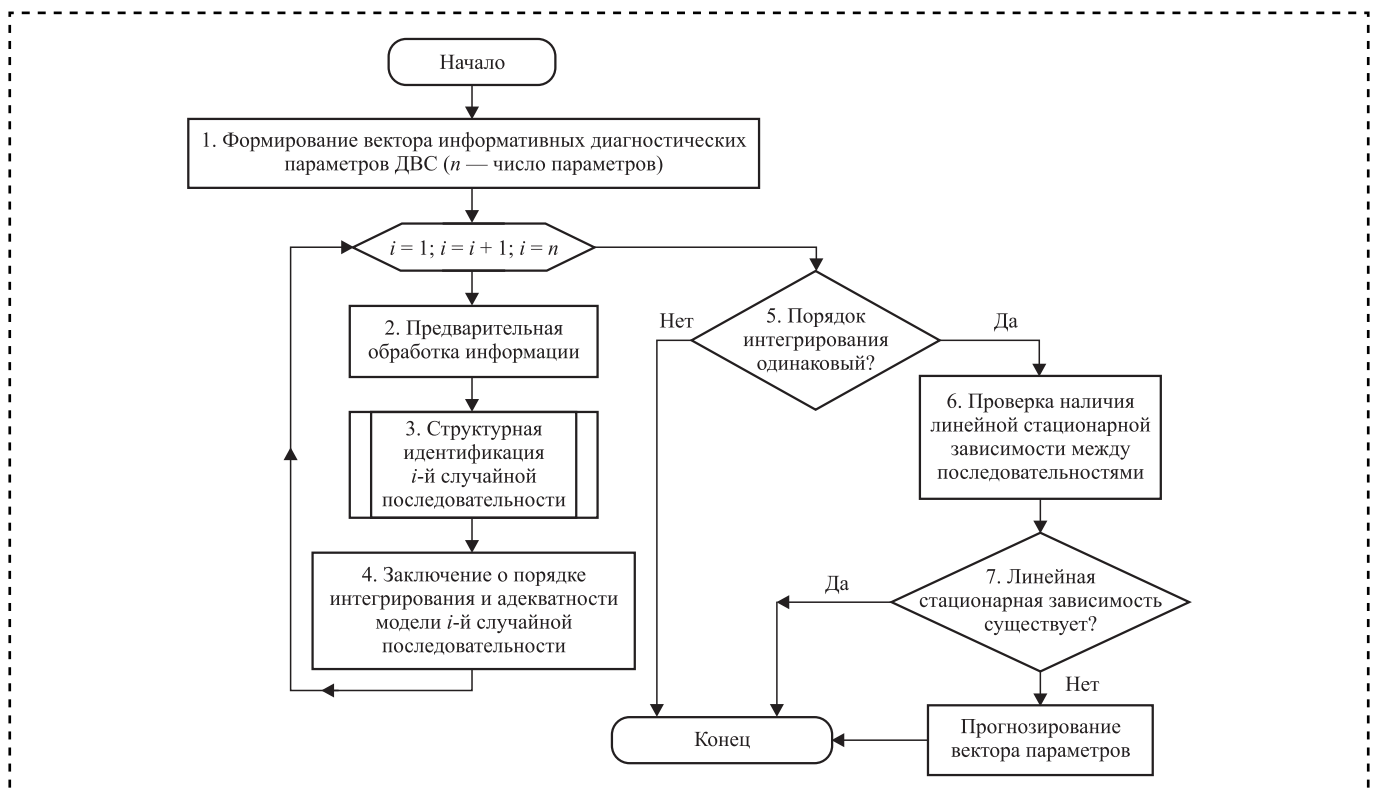 Начало
1. Формирование вектора информативных диагностических
параметров ДВС (n — число параметров)
i = 1; i = i + 1; i = n
2. Предварительная
обработка информации
3. Структурная
идентификация
i-й случайной
последовательности
4. Заключение о порядке
интегрирования и адекватности
модели i-й случайной
последовательности
5. Порядок
интегрирования
одинаковый?
Нет
Да
6. Проверка наличия
линейной стационарной
зависимости между
последовательностями
7. Линейная
стационарная зависимость
существует?
Да
Нет
Прогнозирование
вектора параметров
Конец